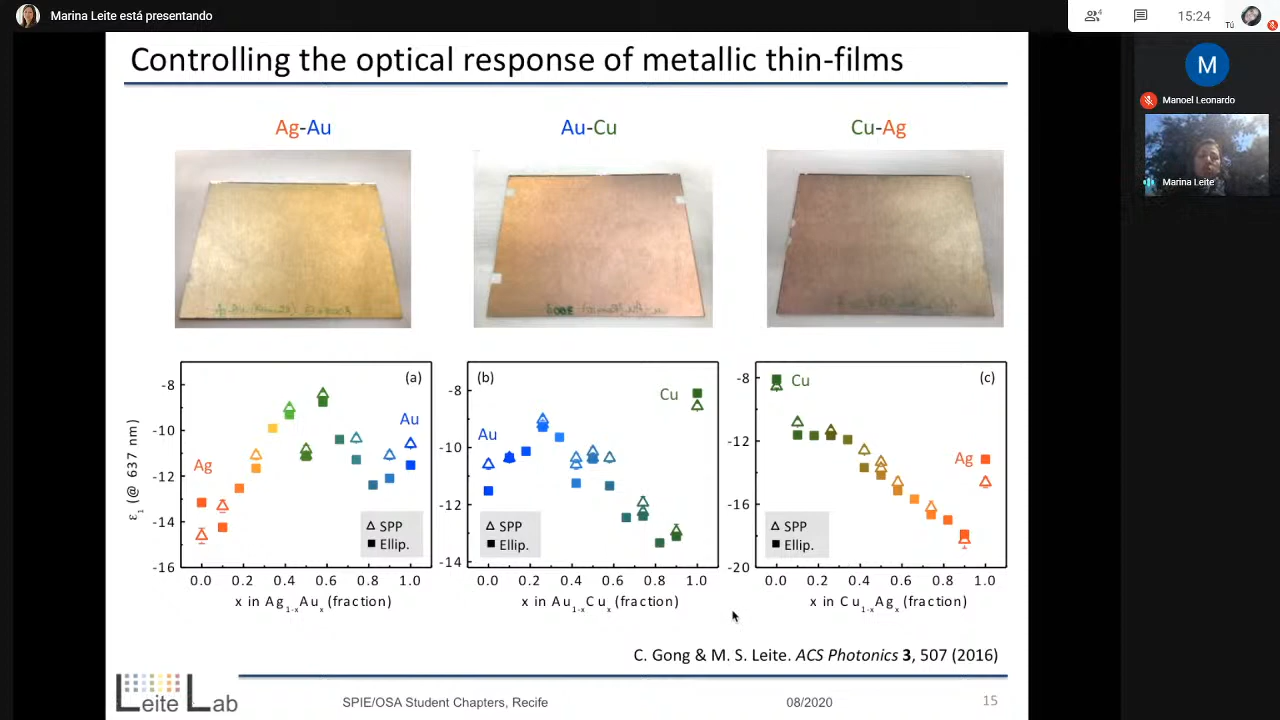 Marina Leite está presentando
4
15:24
Tú
M
Manoel Leonardo
Marina Leite
Controlling the optical response of metallic thin-films
Ag-Au
Au-Cu
Cu-Ag
(a)
Ag
Au
SPP
Ellip.
-8
-10
-12
-14
-16
ε₁ (@ 637 nm)
0.0 0.2 0.4 0.6 0.8 1.0
x in Ag₁₋ₓAuₓ (fraction)
(b)
Au
Cu
SPP
Ellip.
-8
-10
-12
-14
0.0 0.2 0.4 0.6 0.8 1.0
x in Au₁₋ₓCuₓ (fraction)
(c)
Cu
Ag
SPP
Ellip.
-8
-12
-16
-20
0.0 0.2 0.4 0.6 0.8 1.0
x in Cu₁₋ₓAgₓ (fraction)
C. Gong & M. S. Leite. ACS Photonics 3, 507 (2016)
Leite Lab
SPIE/OSA Student Chapters, Recife
08/2020
15